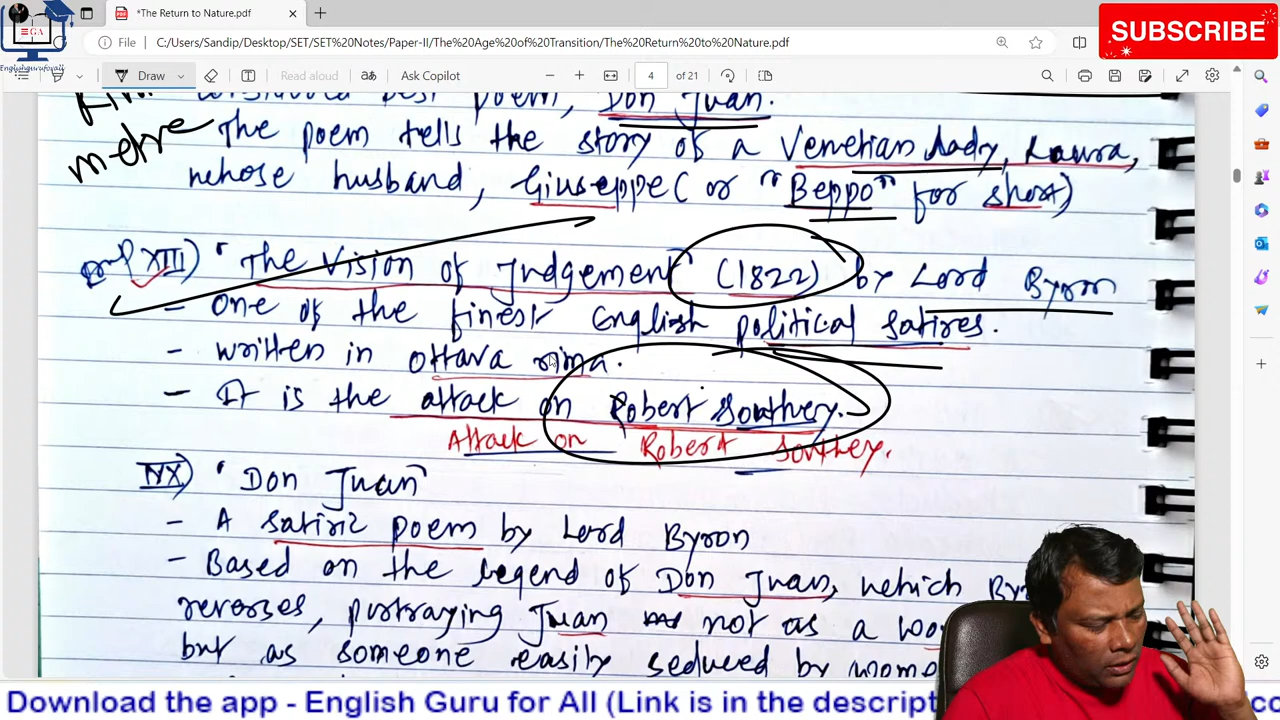 *The Return to Nature.pdf
SUBSCRIBE
EGA
Englishguruforall
File C:/Users/Sandip/Desktop/SET/SET%20Notes/Paper-II/The%20Age%20of%20Transition/The%20Return%20to%20Nature.pdf
Draw Read aloud Ask Copilot 4 of 21
considered best poem, Don Juan.
metre
The poem tells the story of a Venetian lady, Laura,
whose husband, Giuseppe (or "Beppo" for short)
XIII) 'The Vision of Judgement' (1822) by Lord Byron
- One of the finest English political satires.
- written in ottava rima.
- It is the attack on Robert Southey.
Attack on Robert Southey.
'Don Juan'
- A satiric poem by Lord Byron
- Based on the legend of Don Juan, which
reverses, portraying Juan not as a
but as someone easily seduced by
Download the app - English Guru for All (Link is in the descript